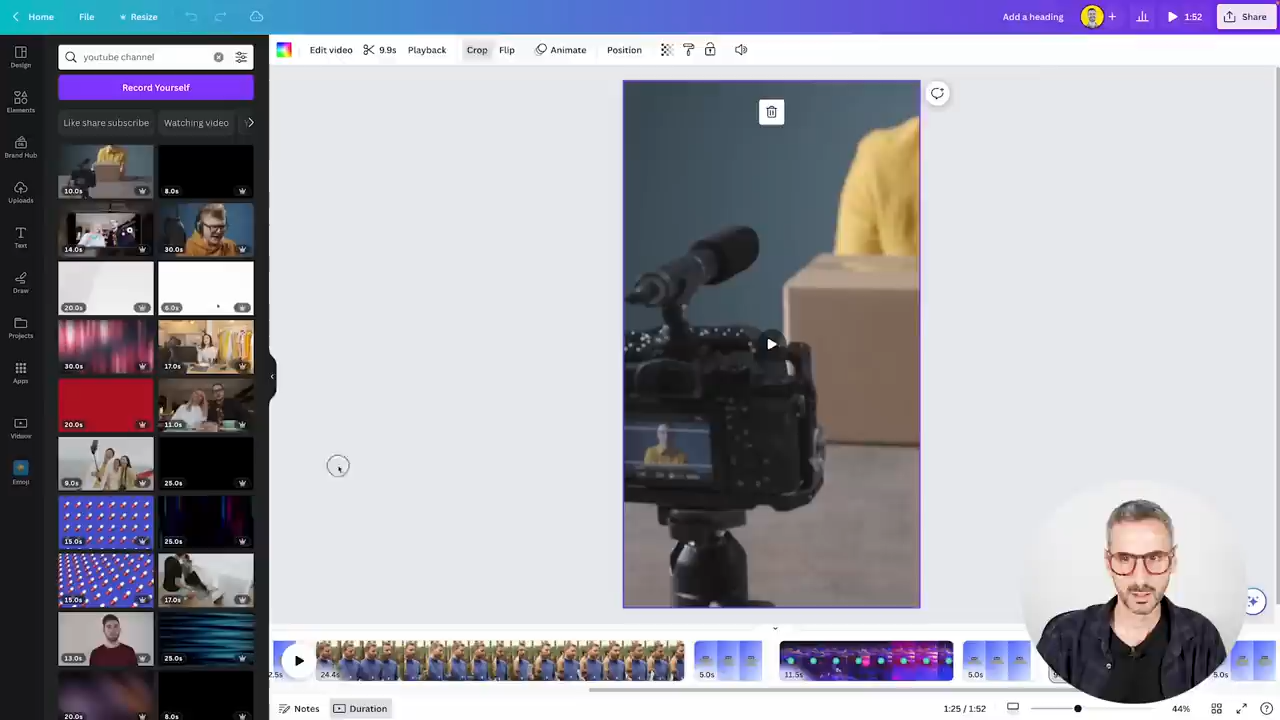 Home
File
Resize
Add a heading
1:52
Share
youtube channel
Edit video
9.9s
Playback
Crop
Flip
Animate
Position
Record Yourself
Design
Like share subscribe
Watching video
Elements
Brand Hub
10.0s
8.0s
Uploads
14.0s
30.0s
Text
Draw
20.0s
6.0s
Projects
30.0s
17.0s
Apps
20.0s
11.0s
Videos
9.0s
25.0s
Emoji
15.0s
25.0s
15.0s
17.0s
13.0s
25.0s
20.0s
8.0s
2.5s
24.4s
5.0s
11.5s
5.0s
5.0s
Notes
Duration
1:25 / 1:52
44%